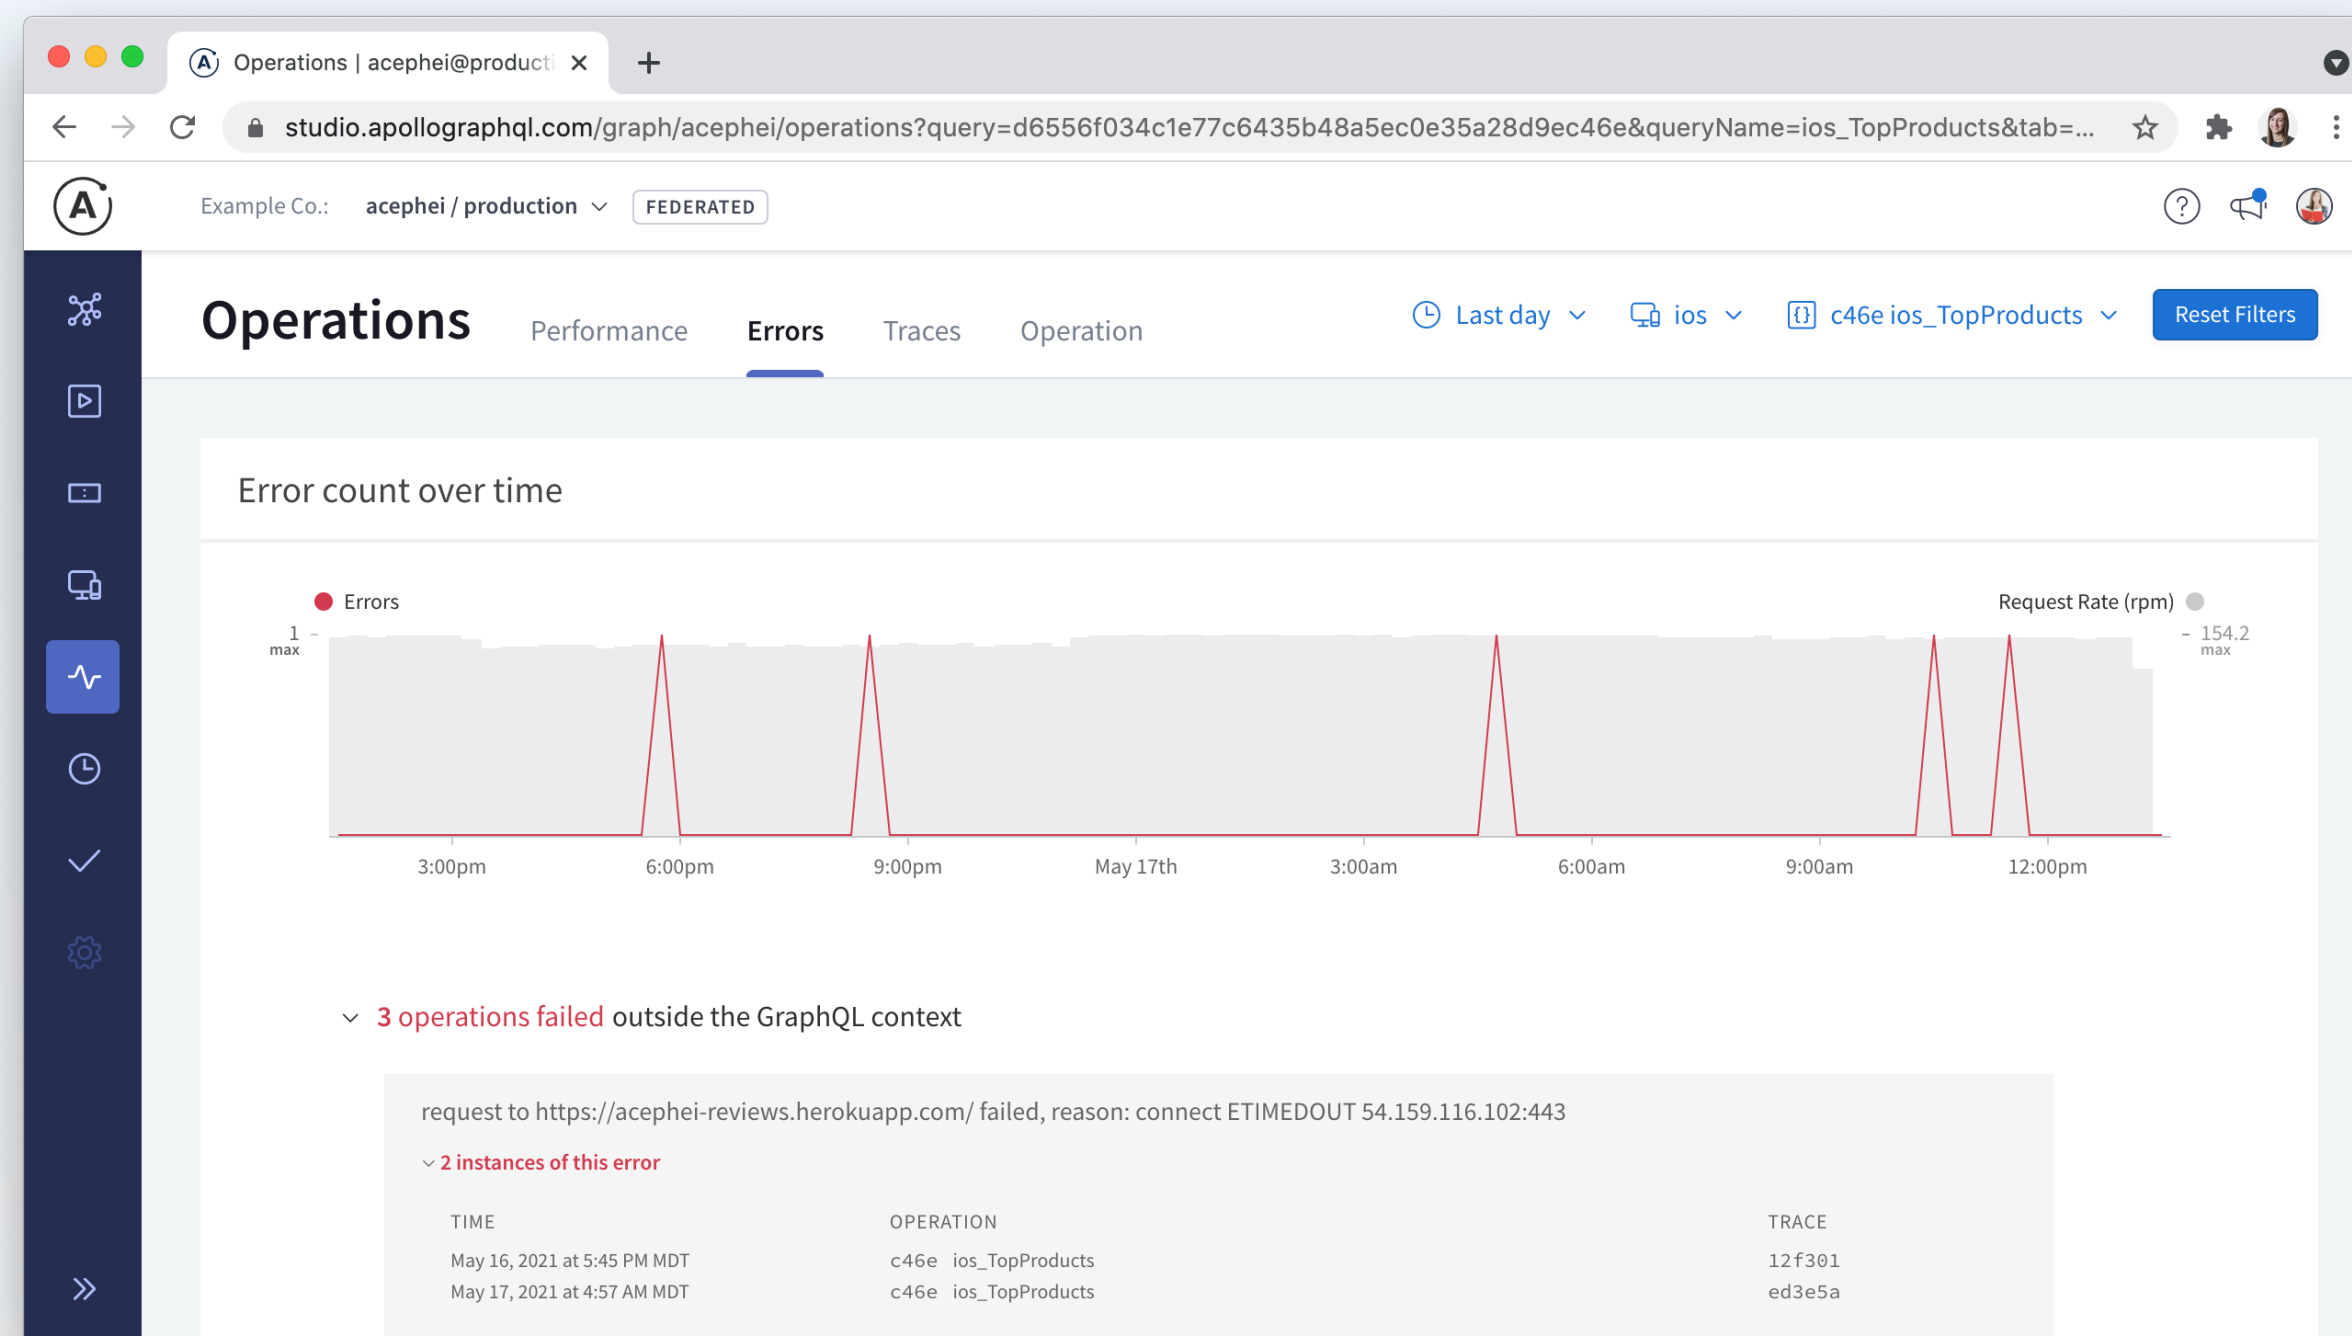 Operations | acephei@producti
studio.apollographql.com/graph/acephei/operations?query=d6556f034c1e77c6435b48a5ec0e35a28d9ec46e&queryName=ios_TopProducts&tab=...
A
Example Co.: acephei / production FEDERATED
?
Operations Performance Errors Traces Operation Last day ios {} c46e ios_TopProducts Reset Filters
Error count over time
Errors Request Rate (rpm)
1 154.2
max max
3:00pm 6:00pm 9:00pm May 17th 3:00am 6:00am 9:00am 12:00pm
3 operations failed outside the GraphQL context
request to https://acephei-reviews.herokuapp.com/ failed, reason: connect ETIMEDOUT 54.159.116.102:443
2 instances of this error
TIME OPERATION TRACE
May 16, 2021 at 5:45 PM MDT c46e ios_TopProducts 12f301
May 17, 2021 at 4:57 AM MDT c46e ios_TopProducts ed3e5a